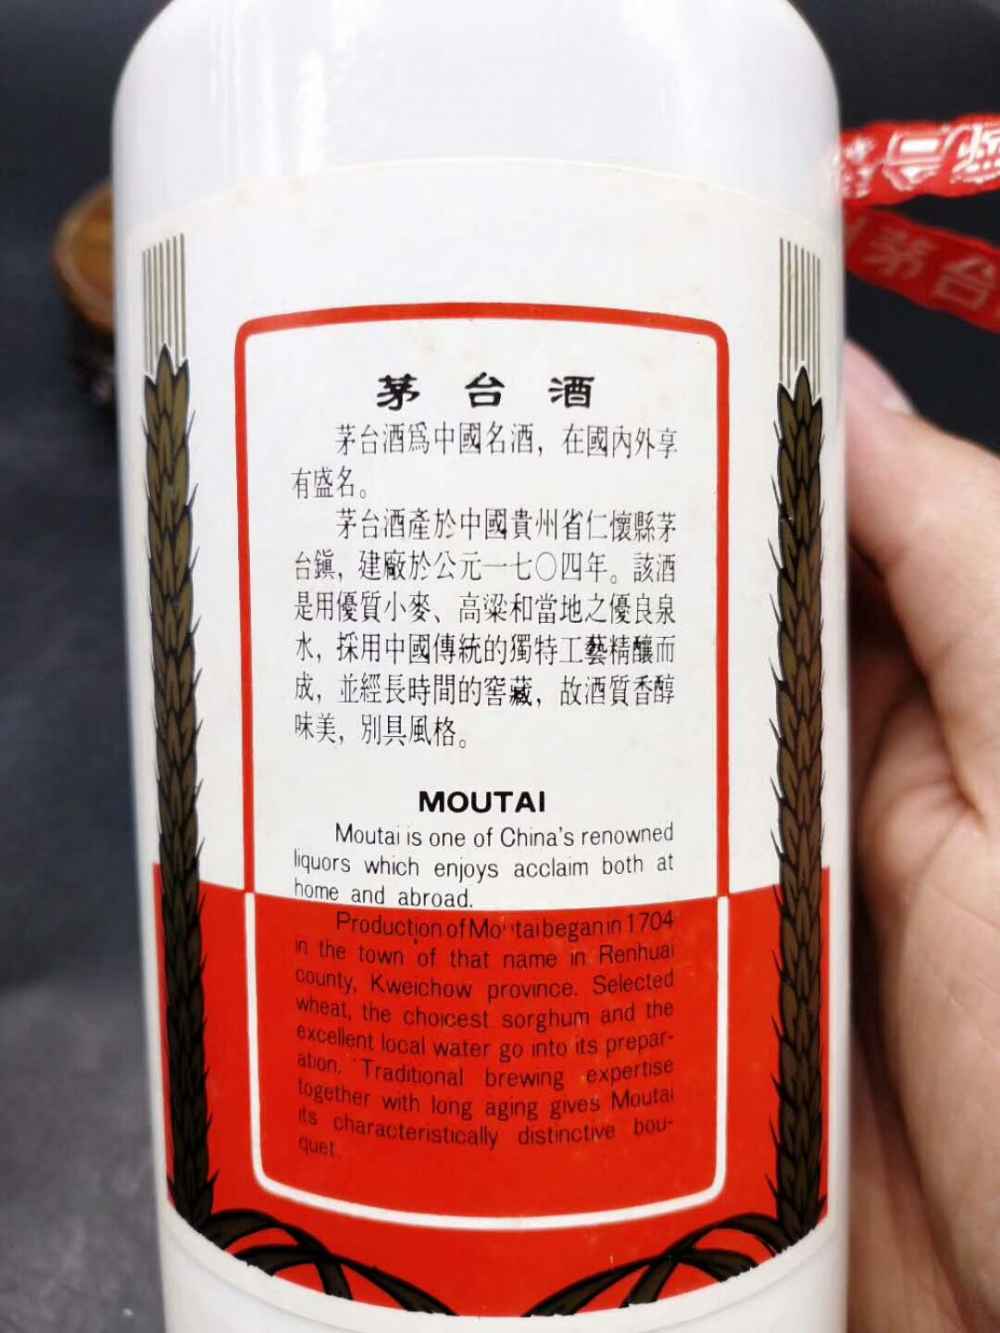 茅台酒
茅台酒爲中國名酒，在國內外享
有盛名。
茅台酒產於中國貴州省仁懷縣茅
台鎭，建廠於公元一七〇四年。該酒
是用優質小麥、高粱和當地之優良泉
水，採用中國傳統的獨特工藝精釀而
成，並經長時間的窖藏，故酒質香醇
味美，別具風格。
MOUTAI
Moutai is one of China's renowned
liquors which enjoys acclaim both at
home and abroad.
Production of Moutai began in 1704
in the town of that name in Renhuai
county, Kweichow province. Selected
wheat, the choicest sorghum and the
excellent local water go into its prepar-
ation. Traditional brewing expertise
together with long aging gives Moutai
its characteristically distinctive bou-
quet.
茅台